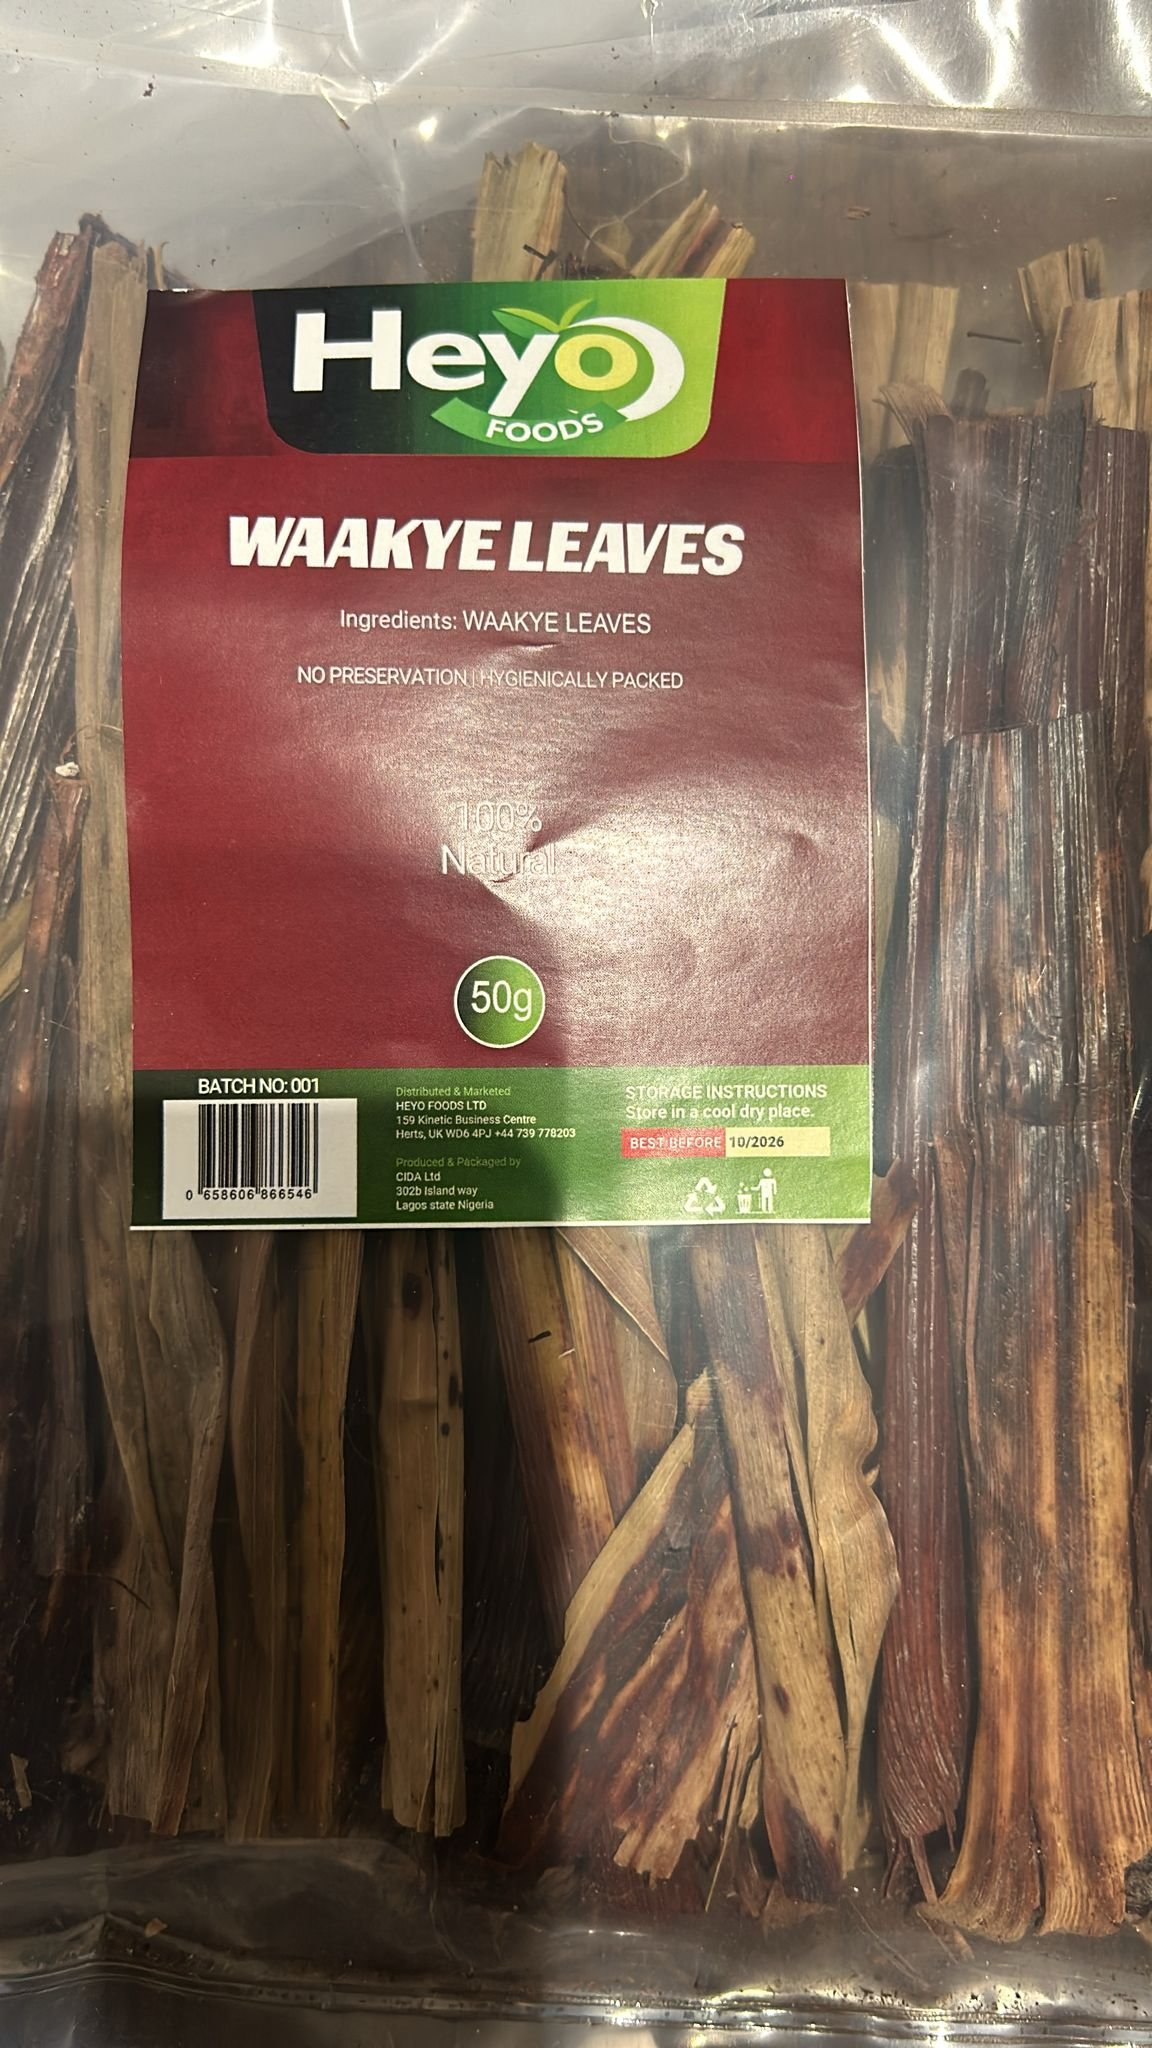 Heyo
FOODS
WAAKYE LEAVES
Ingredients: WAAKYE LEAVES
NO PRESERVATION | HYGIENICALLY PACKED
100%
Natural
50g
BATCH NO: 001
0 658606 866546
Distributed & Marketed
HEYO FOODS LTD
159 Kinetic Business Centre
Herts, UK WD6 4PJ +44 739 778203
Produced & Packaged by
CIDA Ltd
302b Island way
Lagos state Nigeria
STORAGE INSTRUCTIONS
Store in a cool dry place.
BEST BEFORE 10/2026